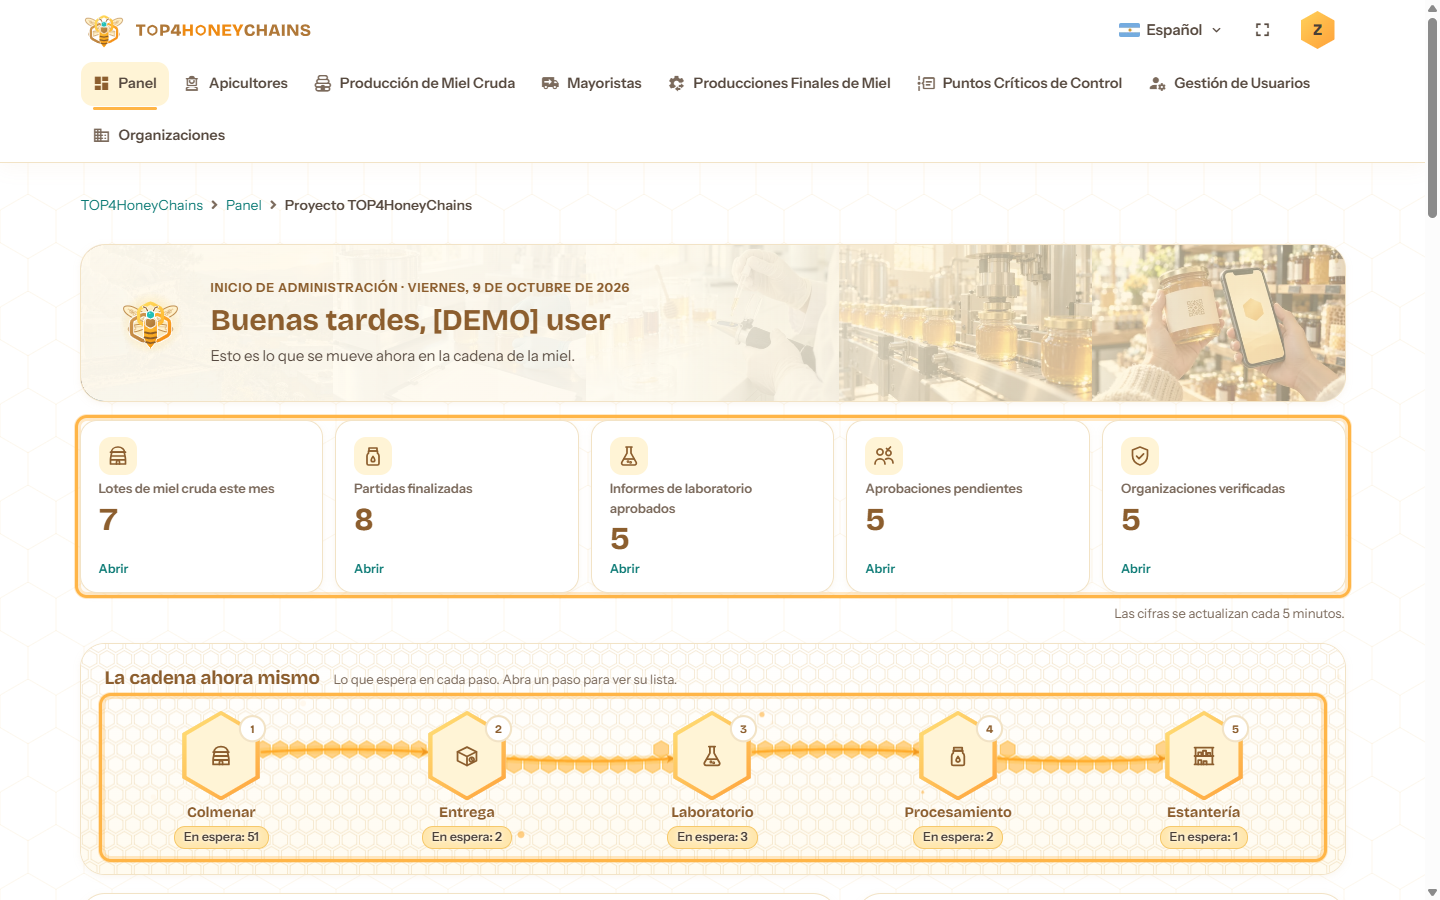 TOP4HONEYCHAINS
Español
Z
Panel
Apicultores
Producción de Miel Cruda
Mayoristas
Producciones Finales de Miel
Puntos Críticos de Control
Gestión de Usuarios
Organizaciones
TOP4HoneyChains > Panel > Proyecto TOP4HoneyChains
INICIO DE ADMINISTRACIÓN · VIERNES, 9 DE OCTUBRE DE 2026
Buenas tardes, [DEMO] user
Esto es lo que se mueve ahora en la cadena de la miel.
Lotes de miel cruda este mes
7
Abrir
Partidas finalizadas
8
Abrir
Informes de laboratorio
aprobados
5
Abrir
Aprobaciones pendientes
5
Abrir
Organizaciones verificadas
5
Abrir
Las cifras se actualizan cada 5 minutos.
La cadena ahora mismo
Lo que espera en cada paso. Abra un paso para ver su lista.
1
Colmenar
En espera: 51
2
Entrega
En espera: 2
3
Laboratorio
En espera: 3
4
Procesamiento
En espera: 2
5
Estantería
En espera: 1